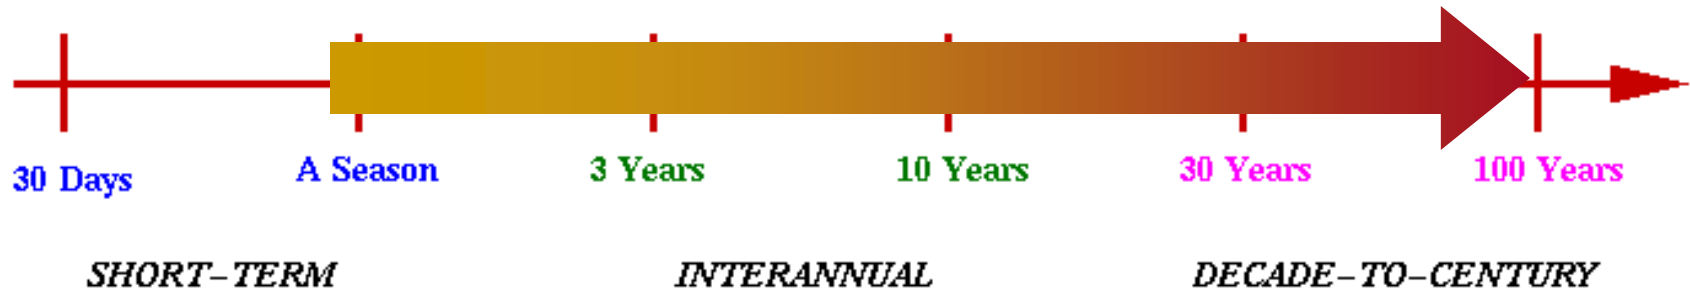 30 Days
A Season
3 Years
10 Years
30 Years
100 Years
SHORT-TERM
INTERANNUAL
DECADE-TO-CENTURY